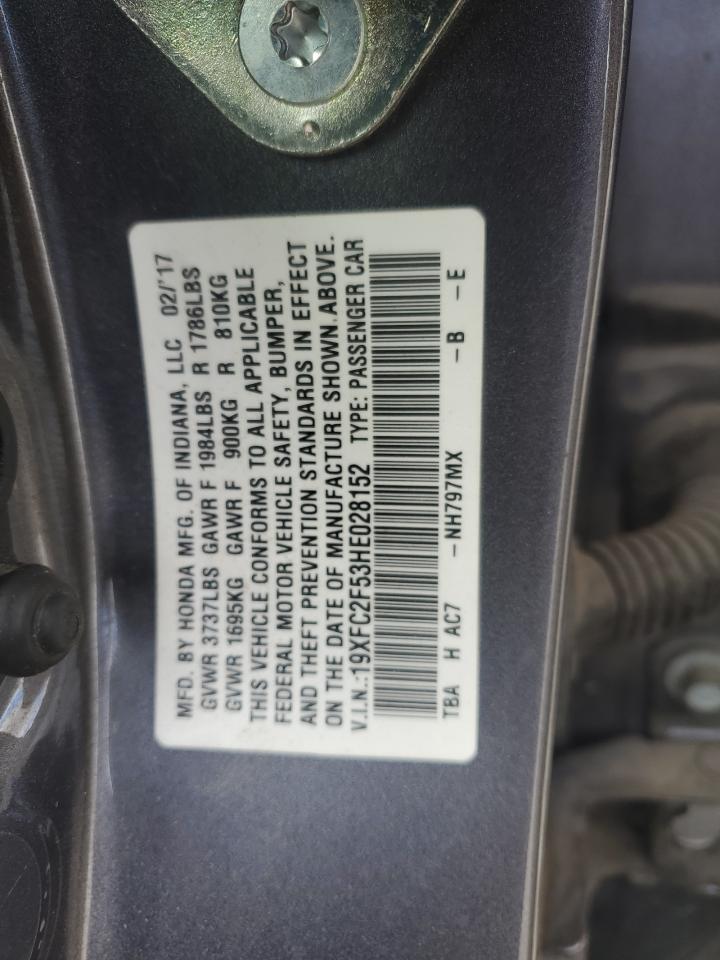 MFD. BY HONDA MFG. OF INDIANA, LLC 02/'17
GVWR 3737LBS GAWR F 1984LBS R 1786LBS
GVWR 1695KG GAWR F 900KG R 810KG
THIS VEHICLE CONFORMS TO ALL APPLICABLE
FEDERAL MOTOR VEHICLE SAFETY, BUMPER,
AND THEFT PREVENTION STANDARDS IN EFFECT
ON THE DATE OF MANUFACTURE SHOWN ABOVE.
V.I.N.:19XFC2F53HE028152 TYPE: PASSENGER CAR
TBA H AC7 -NH797MX -B -E